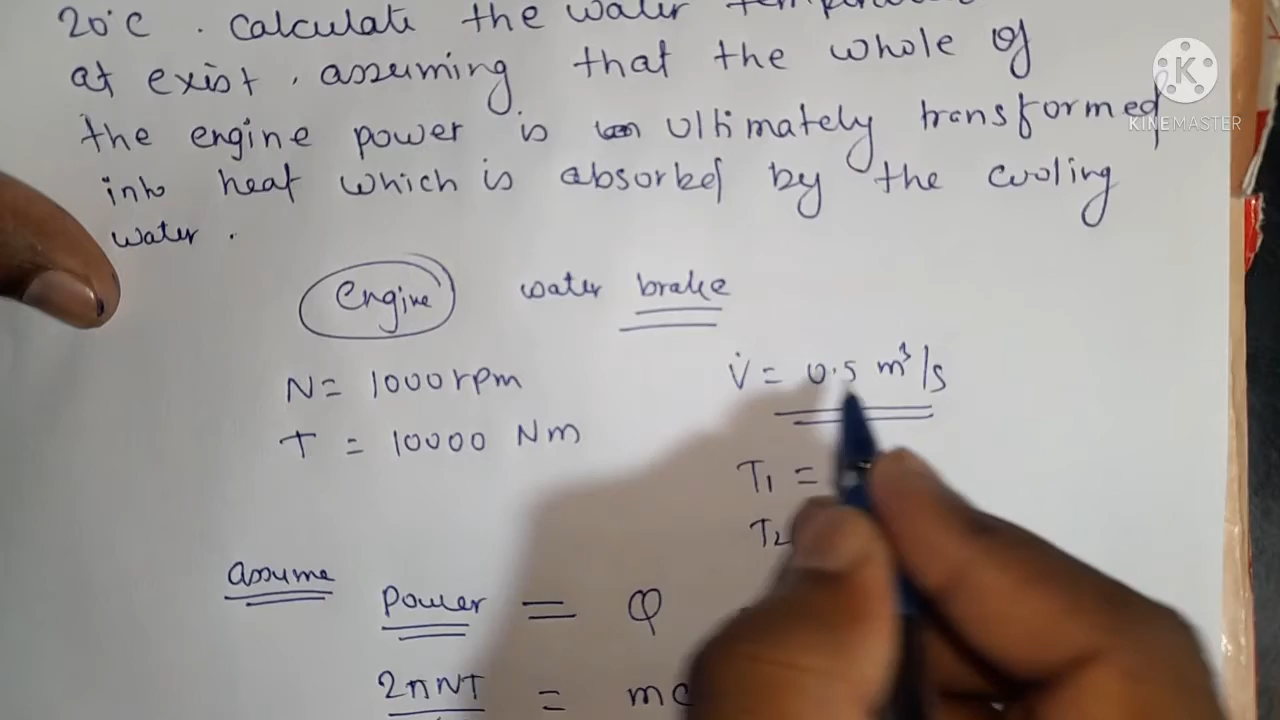 20°C . Calculate the water
at exist , assuming that the whole of
the engine power is ultimately transformed
into heat which is absorbed by the cooling
water .
K
KINEMASTER
Engine water brake
N = 1000 rpm
V̇ = 0.5 m³/s
T = 10000 Nm
T₁ =
T₂
assume
power = Q
2πNT = mc